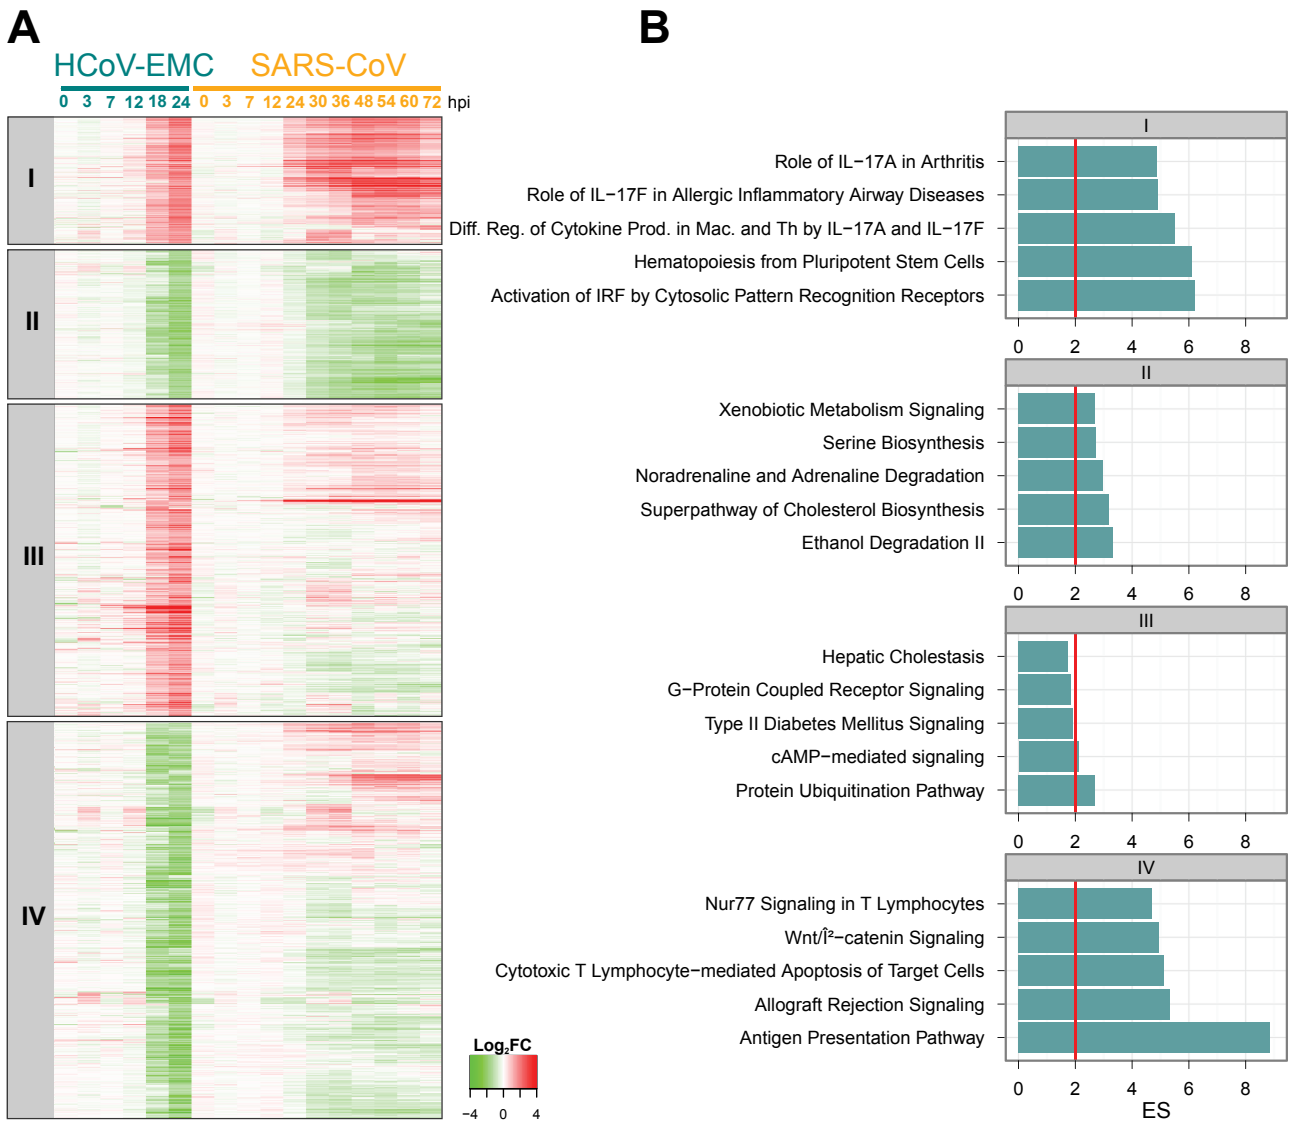 A
B
HCoV-EMC SARS-CoV
0 3 7 12 18 24 0 3 7 12 24 30 36 48 54 60 72 hpi
I
II
III
IV
Log2FC
−4 0 4
I
Role of IL−17A in Arthritis
Role of IL−17F in Allergic Inflammatory Airway Diseases
Diff. Reg. of Cytokine Prod. in Mac. and Th by IL−17A and IL−17F
Hematopoiesis from Pluripotent Stem Cells
Activation of IRF by Cytosolic Pattern Recognition Receptors
0 2 4 6 8
II
Xenobiotic Metabolism Signaling
Serine Biosynthesis
Noradrenaline and Adrenaline Degradation
Superpathway of Cholesterol Biosynthesis
Ethanol Degradation II
0 2 4 6 8
III
Hepatic Cholestasis
G−Protein Coupled Receptor Signaling
Type II Diabetes Mellitus Signaling
cAMP−mediated signaling
Protein Ubiquitination Pathway
0 2 4 6 8
IV
Nur77 Signaling in T Lymphocytes
Wnt/Î²−catenin Signaling
Cytotoxic T Lymphocyte−mediated Apoptosis of Target Cells
Allograft Rejection Signaling
Antigen Presentation Pathway
0 2 4 6 8
ES